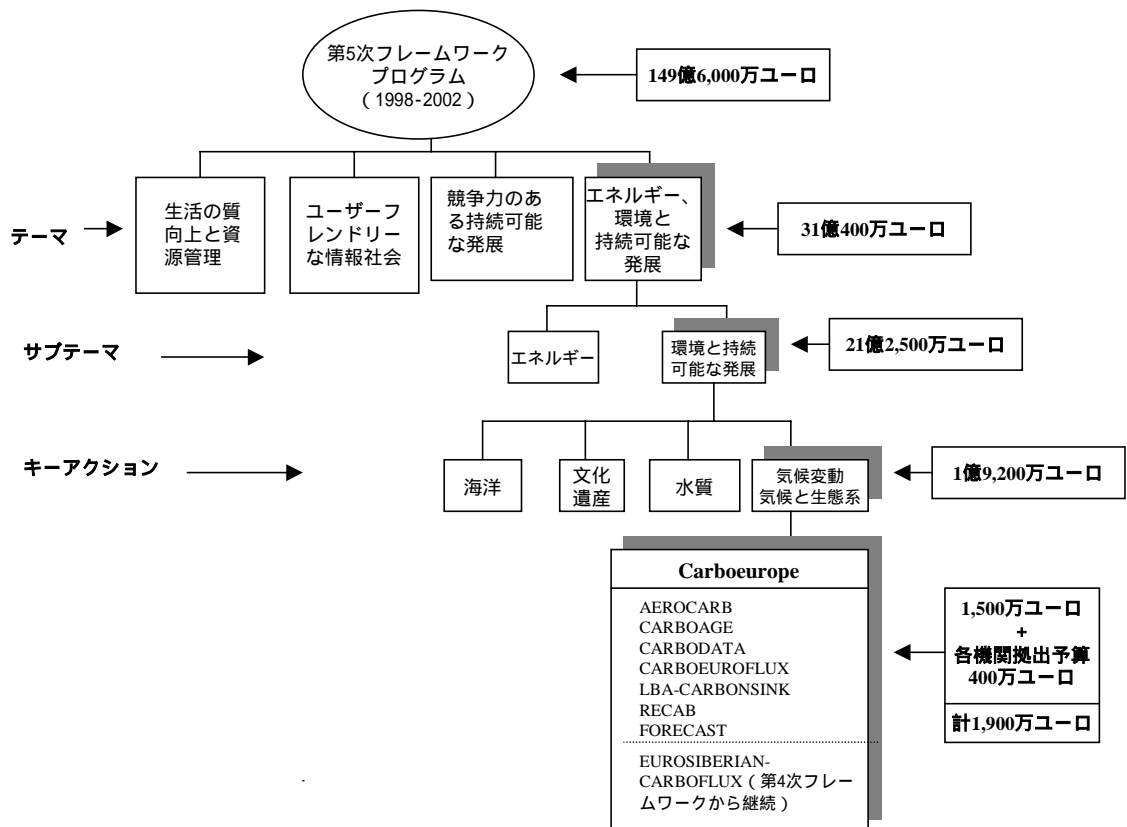 第5次フレームワーク
プログラム
（1998-2002）
149億6,000万ユーロ
テーマ
生活の質
向上と資
源管理
ユーザーフ
レンドリー
な情報社会
競争力のあ
る持続可能
な発展
エネルギー、
環境と
持続可能な
発展
31億400万ユーロ
サブテーマ
エネルギー
環境と持続
可能な発展
21億2,500万ユーロ
キーアクション
海洋
文化
遺産
水質
気候変動
気候と生態系
1億9,200万ユーロ
Carboeurope
AEROCARB
CARBOAGE
CARBODATA
CARBOEUROFLUX
LBA-CARBONSINK
RECAB
FORECAST
EUROSIBERIAN-
CARBOFLUX（第4次フレー
ムワークから継続）
1,500万ユーロ
+
各機関拠出予算
400万ユーロ
計1,900万ユーロ